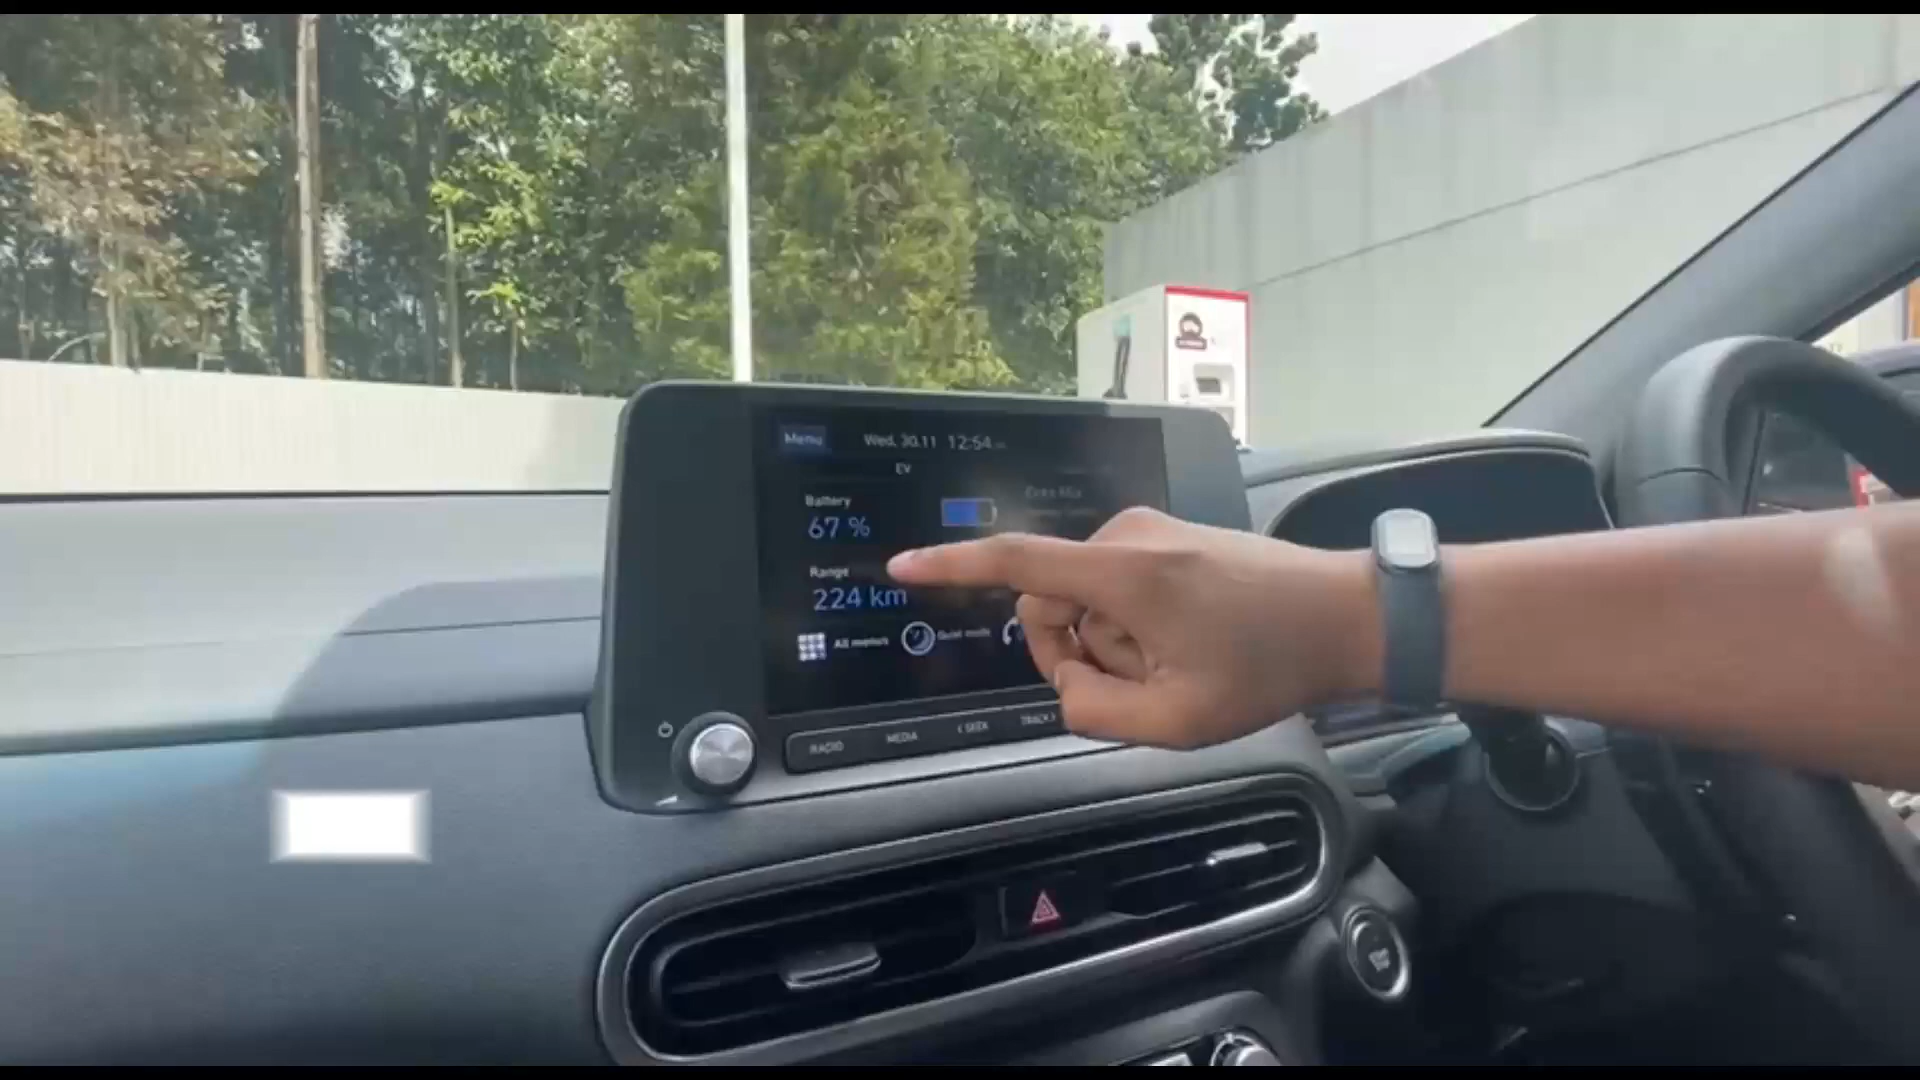 Menu Wed, 30.11 12:54
EV
Battery
67 %
Range
224 km
All menus Quiet mode
RADIO MEDIA < SEEK TRACK >